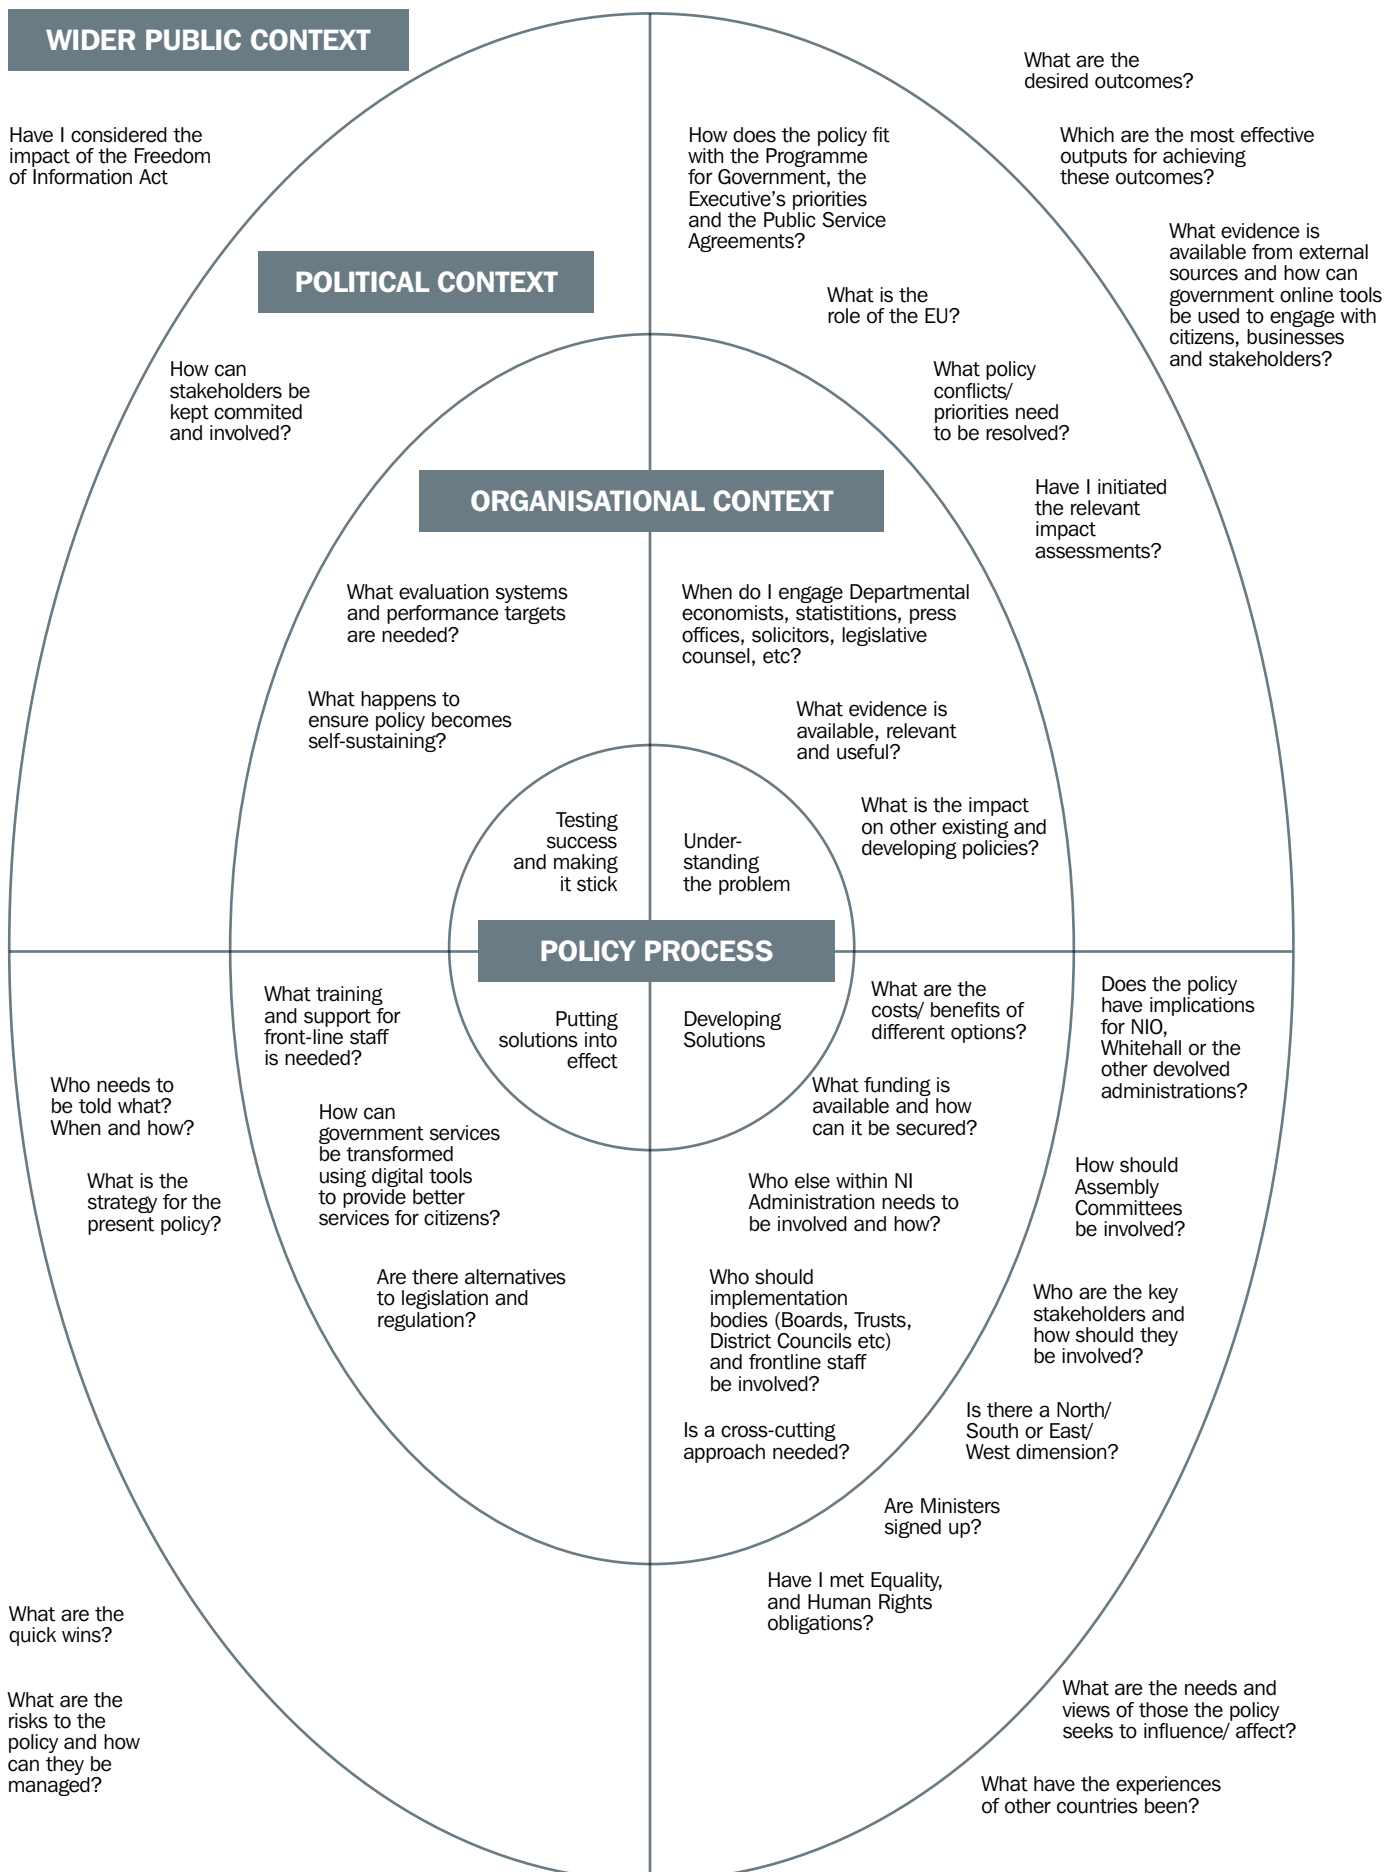 WIDER PUBLIC CONTEXT
Have I considered the
impact of the Freedom
of Information Act
What are the
desired outcomes?
Which are the most effective
outputs for achieving
these outcomes?
What evidence is
available from external
sources and how can
government online tools
be used to engage with
citizens, businesses
and stakeholders?
How does the policy fit
with the Programme
for Government, the
Executive’s priorities
and the Public Service
Agreements?
POLITICAL CONTEXT
What is the
role of the EU?
How can
stakeholders be
kept commited
and involved?
What policy
conflicts/
priorities need
to be resolved?
Have I initiated
the relevant
impact
assessments?
ORGANISATIONAL CONTEXT
What evaluation systems
and performance targets
are needed?
What happens to
ensure policy becomes
self-sustaining?
When do I engage Departmental
economists, statistitions, press
offices, solicitors, legislative
counsel, etc?
What evidence is
available, relevant
and useful?
What is the impact
on other existing and
developing policies?
Testing
success
and making
it stick
Under-
standing
the problem
POLICY PROCESS
Putting
solutions into
effect
Developing
Solutions
What training
and support for
front-line staff
is needed?
How can
government services
be transformed
using digital tools
to provide better
services for citizens?
Are there alternatives
to legislation and
regulation?
What are the
costs/ benefits of
different options?
What funding is
available and how
can it be secured?
Who else within NI
Administration needs to
be involved and how?
Who should
implementation
bodies (Boards, Trusts,
District Councils etc)
and frontline staff
be involved?
Is a cross-cutting
approach needed?
Who needs to
be told what?
When and how?
What is the
strategy for the
present policy?
Does the policy
have implications
for NIO,
Whitehall or the
other devolved
administrations?
How should
Assembly
Committees
be involved?
Who are the key
stakeholders and
how should they
be involved?
Is there a North/
South or East/
West dimension?
Are Ministers
signed up?
Have I met Equality,
and Human Rights
obligations?
What are the
quick wins?
What are the
risks to the
policy and how
can they be
managed?
What are the needs and
views of those the policy
seeks to influence/ affect?
What have the experiences
of other countries been?